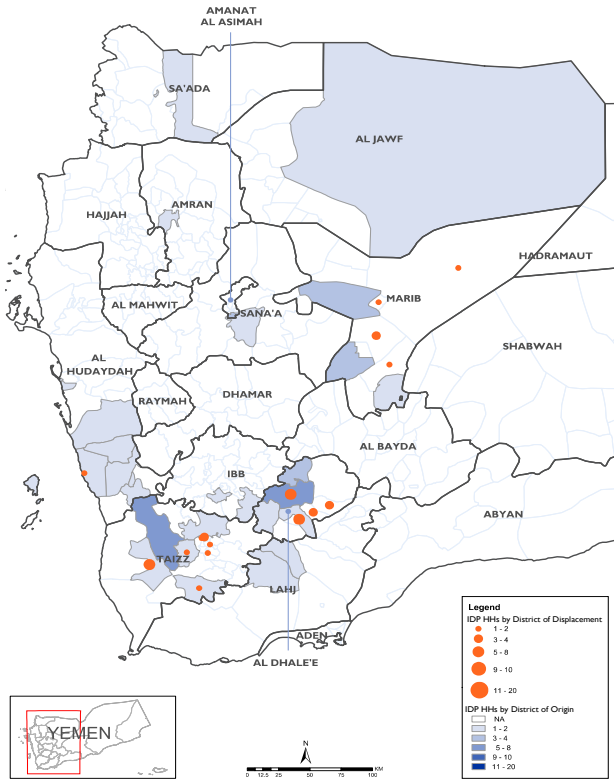 AMANAT
AL ASIMAH
SA'ADA
AL JAWF
AMRAN
HAJJAH
HADRAMAUT
AL MAHWIT
MARIB
SANA'A
SHABWAH
AL
HUDAYDAH
DHAMAR
RAYMAH
AL BAYDA
IBB
ABYAN
TAIZZ
LAHJ
ADEN
AL DHALE'E
Legend
IDP HHs by District of Displacement
1 - 2
3 - 4
5 - 8
9 - 10
11 - 20
IDP HHs by District of Origin
NA
1 - 2
3 - 4
5 - 8
9 - 10
11 - 20
YEMEN
N
0 12.5 25 50 75 100
KM